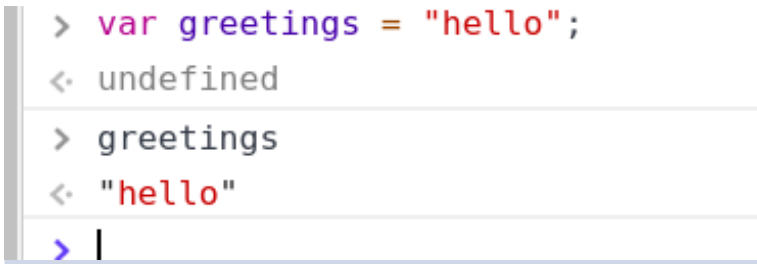 > var greetings = "hello";
<· undefined
> greetings
<· "hello"
>